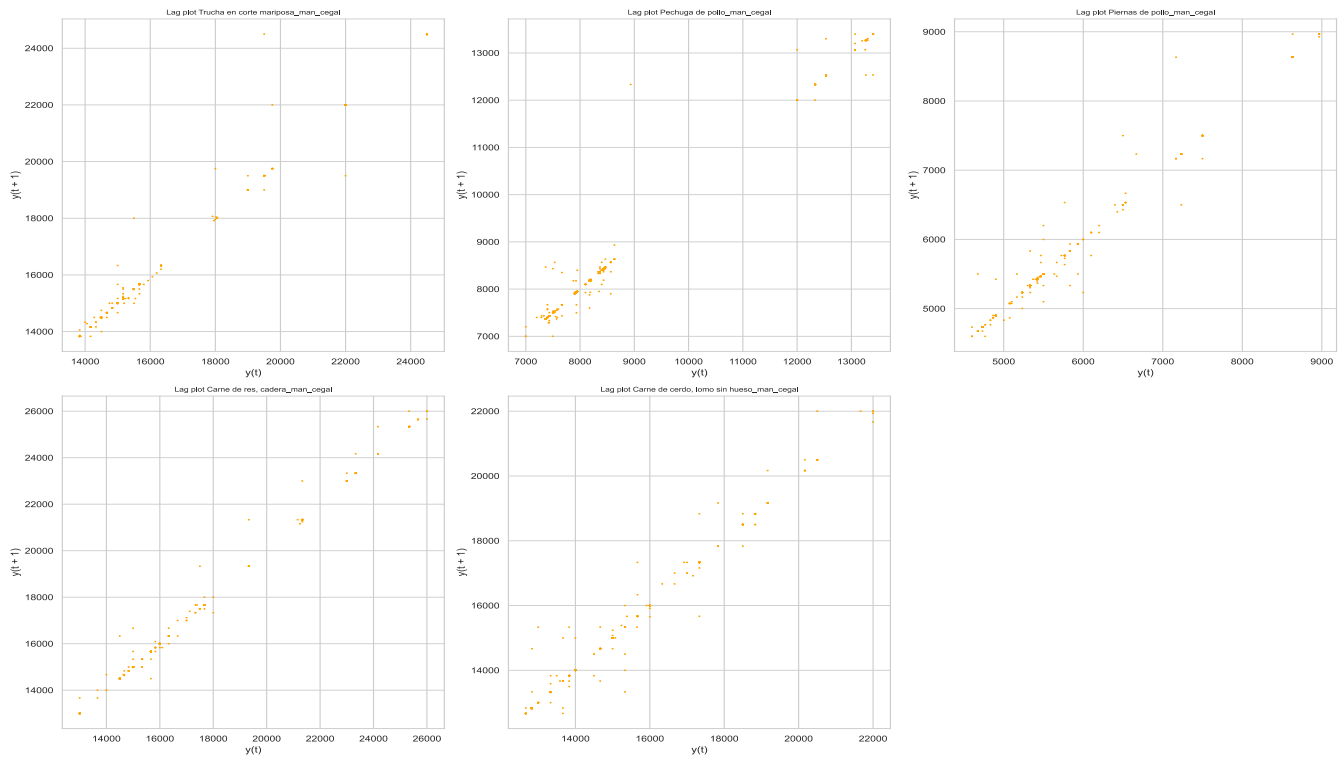 Lag plot Trucha en corte mariposa_man_cegal
24000
22000
20000
18000
16000
14000
y(t + 1)
14000 16000 18000 20000 22000 24000
y(t)
Lag plot Pechuga de pollo_man_cegal
13000
12000
11000
10000
9000
8000
7000
y(t + 1)
7000 8000 9000 10000 11000 12000 13000
y(t)
Lag plot Piernas de pollo_man_cegal
9000
8000
7000
6000
5000
y(t + 1)
5000 6000 7000 8000 9000
y(t)
Lag plot Carne de res, cadera_man_cegal
26000
24000
22000
20000
18000
16000
14000
y(t + 1)
14000 16000 18000 20000 22000 24000 26000
y(t)
Lag plot Carne de cerdo, lomo sin hueso_man_cegal
22000
20000
18000
16000
14000
y(t + 1)
14000 16000 18000 20000 22000
y(t)